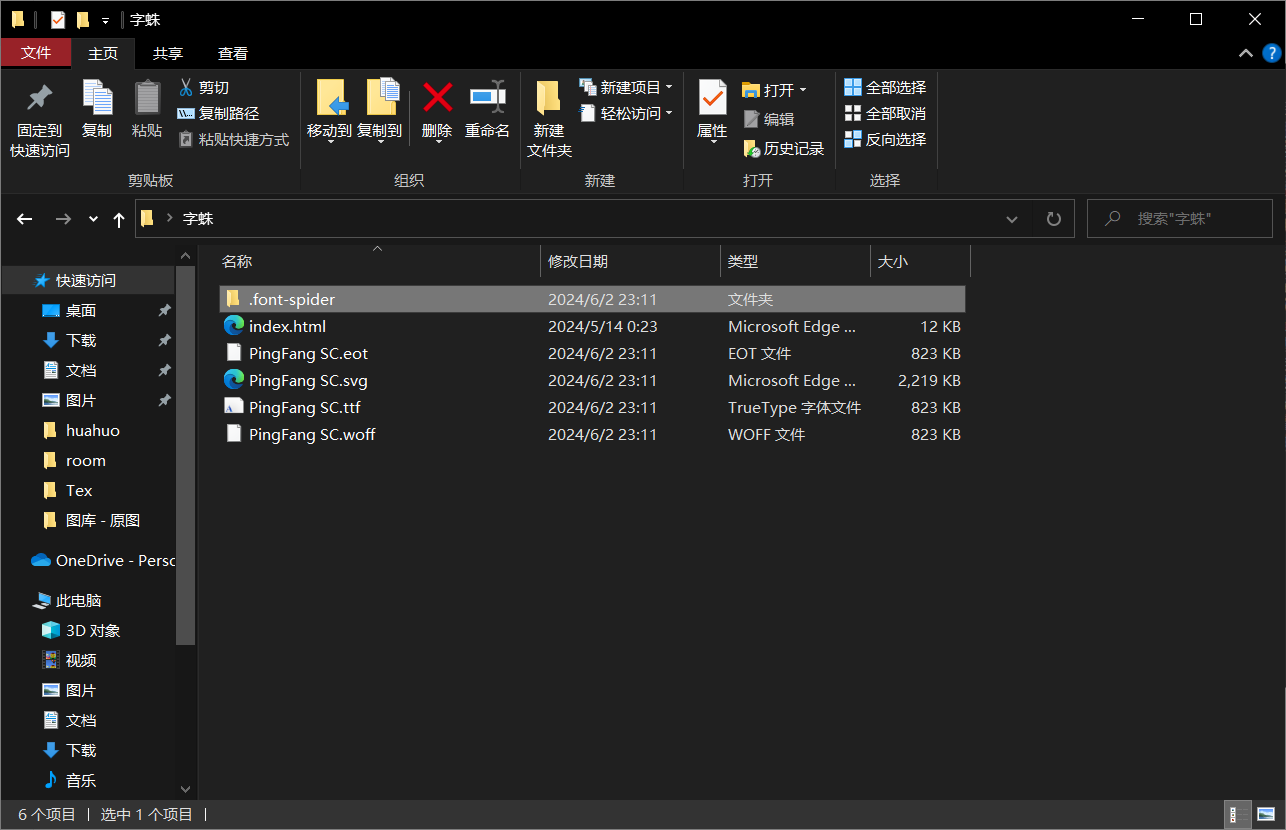 字蛛
文件 主页 共享 查看
固定到
快速访问
复制
粘贴
剪切
复制路径
粘贴快捷方式
移动到 复制到 删除 重命名
新建
文件夹
新建项目
轻松访问
属性
打开
编辑
历史记录
全部选择
全部取消
反向选择
剪贴板 组织 新建 打开 选择
字蛛
搜索"字蛛"
快速访问
桌面
下载
文档
图片
huahuo
room
Tex
图库 - 原图
OneDrive - Perso
此电脑
3D 对象
视频
图片
文档
下载
音乐
名称 修改日期 类型 大小
.font-spider 2024/6/2 23:11 文件夹
index.html 2024/5/14 0:23 Microsoft Edge ... 12 KB
PingFang SC.eot 2024/6/2 23:11 EOT 文件 823 KB
PingFang SC.svg 2024/6/2 23:11 Microsoft Edge ... 2,219 KB
PingFang SC.ttf 2024/6/2 23:11 TrueType 字体文件 823 KB
PingFang SC.woff 2024/6/2 23:11 WOFF 文件 823 KB
6 个项目 选中 1 个项目